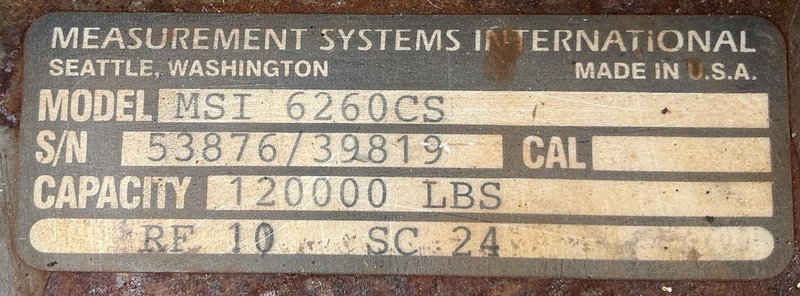 MEASUREMENT SYSTEMS INTERNATIONAL
SEATTLE, WASHINGTON MADE IN U.S.A.
MODEL MSI 6260CS
S/N 53876/39819 CAL
CAPACITY 120000 LBS
RF 10 SC 24